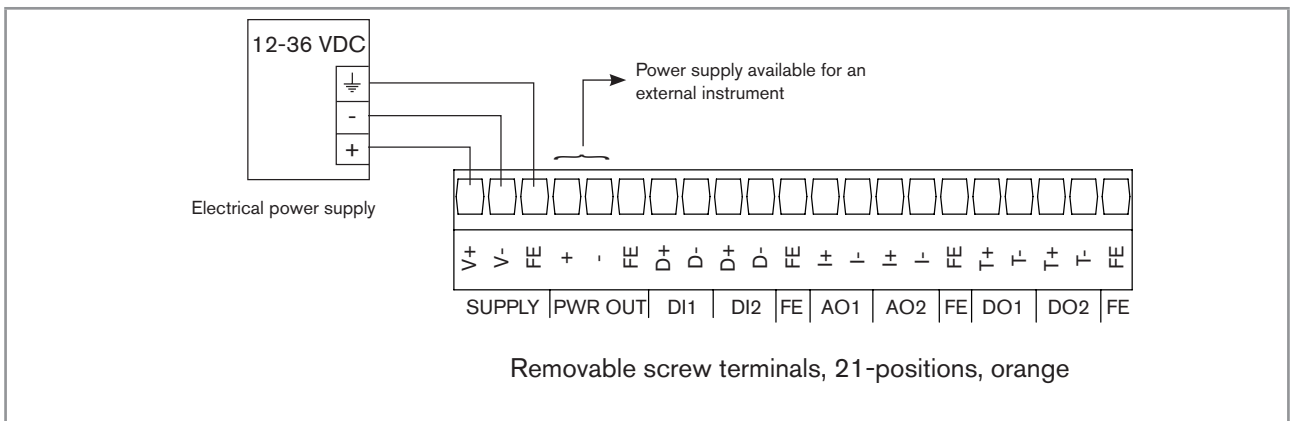 12-36 VDC
-
+
Electrical power supply
Power supply available for an
external instrument
V+ V- FE + - FE D+ D- D+ D- FE I+ I- I+ I- FE T+ T- T+ T- FE
SUPPLY PWR OUT DI1 DI2 FE AO1 AO2 FE DO1 DO2 FE
Removable screw terminals, 21-positions, orange